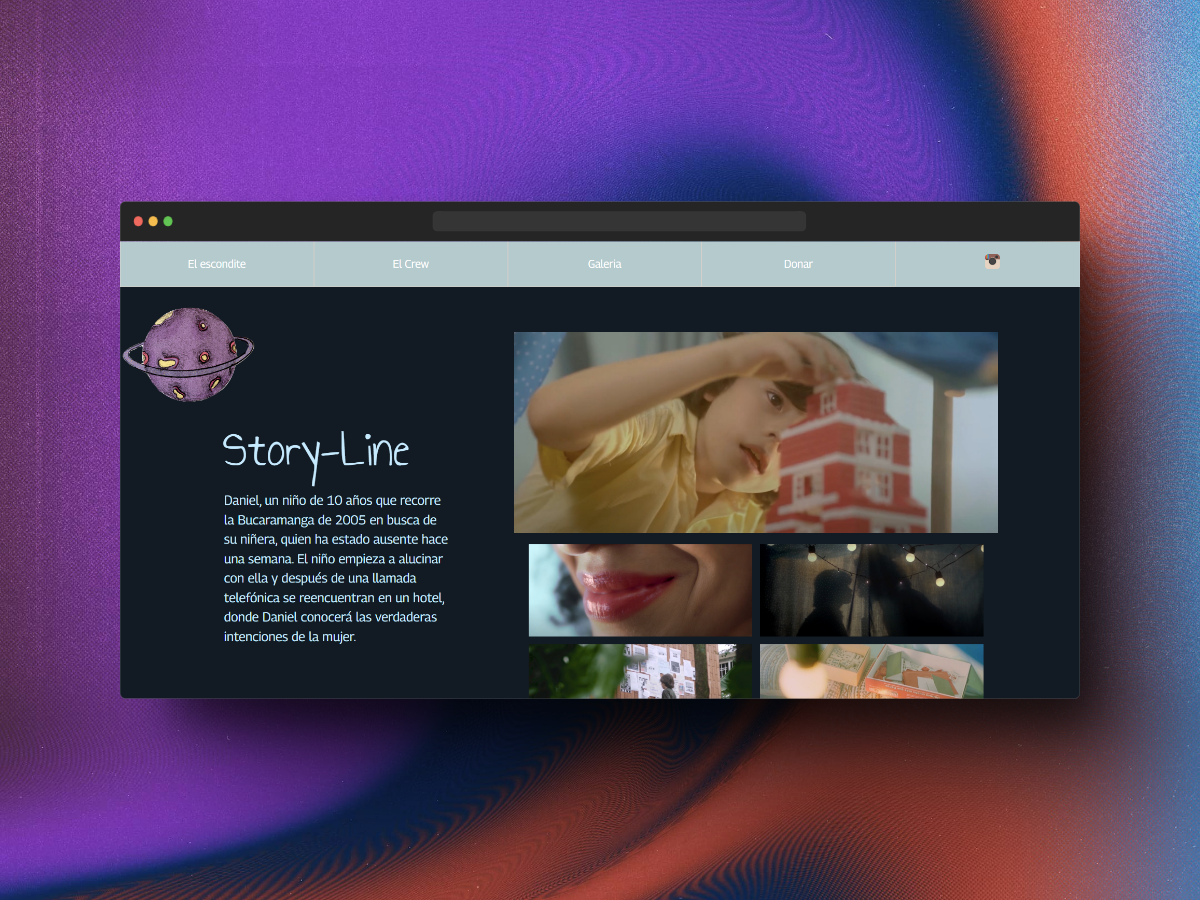 El escondite
El Crew
Galeria
Donar
Story-Line
Daniel, un niño de 10 años que recorre
la Bucaramanga de 2005 en busca de
su niñera, quien ha estado ausente hace
una semana. El niño empieza a alucinar
con ella y después de una llamada
telefónica se reencuentran en un hotel,
donde Daniel conocerá las verdaderas
intenciones de la mujer.